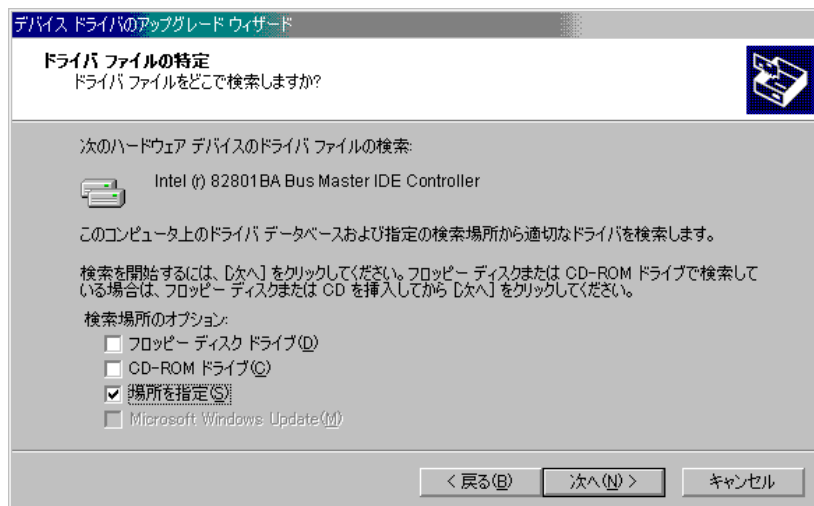 デバイス ドライバのアップグレード ウィザード
ドライバ ファイルの特定
ドライバ ファイルをどこで検索しますか?
次のハードウェア デバイスのドライバ ファイルの検索:
Intel (r) 82801BA Bus Master IDE Controller
このコンピュータ上のドライバ データベースおよび指定の検索場所から適切なドライバを検索します。
検索を開始するには、[次へ] をクリックしてください。フロッピー ディスクまたは CD-ROM ドライブで検索して
いる場合は、フロッピー ディスクまたは CD を挿入してから [次へ] をクリックしてください。
検索場所のオプション:
フロッピー ディスク ドライブ(D)
CD-ROM ドライブ(C)
場所を指定(S)
Microsoft Windows Update(M)
< 戻る(B) 次へ(N) > キャンセル